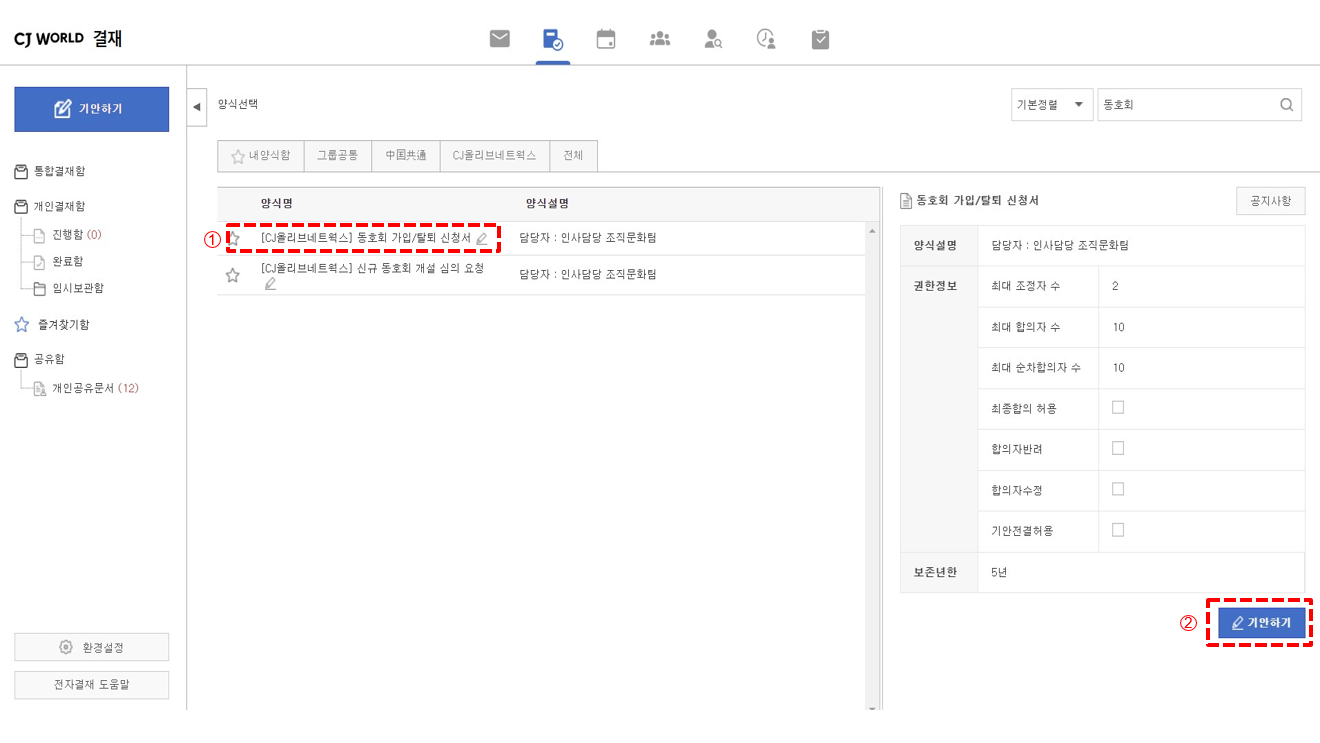 CJ WORLD 결재
기안하기
통합결재함
개인결재함
진행함 (0)
완료함
임시보관함
즐겨찾기함
공유함
개인공유문서 (12)
환경설정
전자결재 도움말
◀ 양식선택
기본정렬 ▼ 동호회
내양식함 그룹공통 中国共通 CJ올리브네트웍스 전체
양식명 양식설명
① [CJ올리브네트웍스] 동호회 가입/탈퇴 신청서 담당자 : 인사담당 조직문화팀
[CJ올리브네트웍스] 신규 동호회 개설 심의 요청 담당자 : 인사담당 조직문화팀
동호회 가입/탈퇴 신청서 공지사항
양식설명 담당자 : 인사담당 조직문화팀
권한정보 최대 조정자 수 2
최대 합의자 수 10
최대 순차합의자 수 10
최종합의 허용
합의자반려
합의자수정
기안전결허용
보존년한 5년
② 기안하기